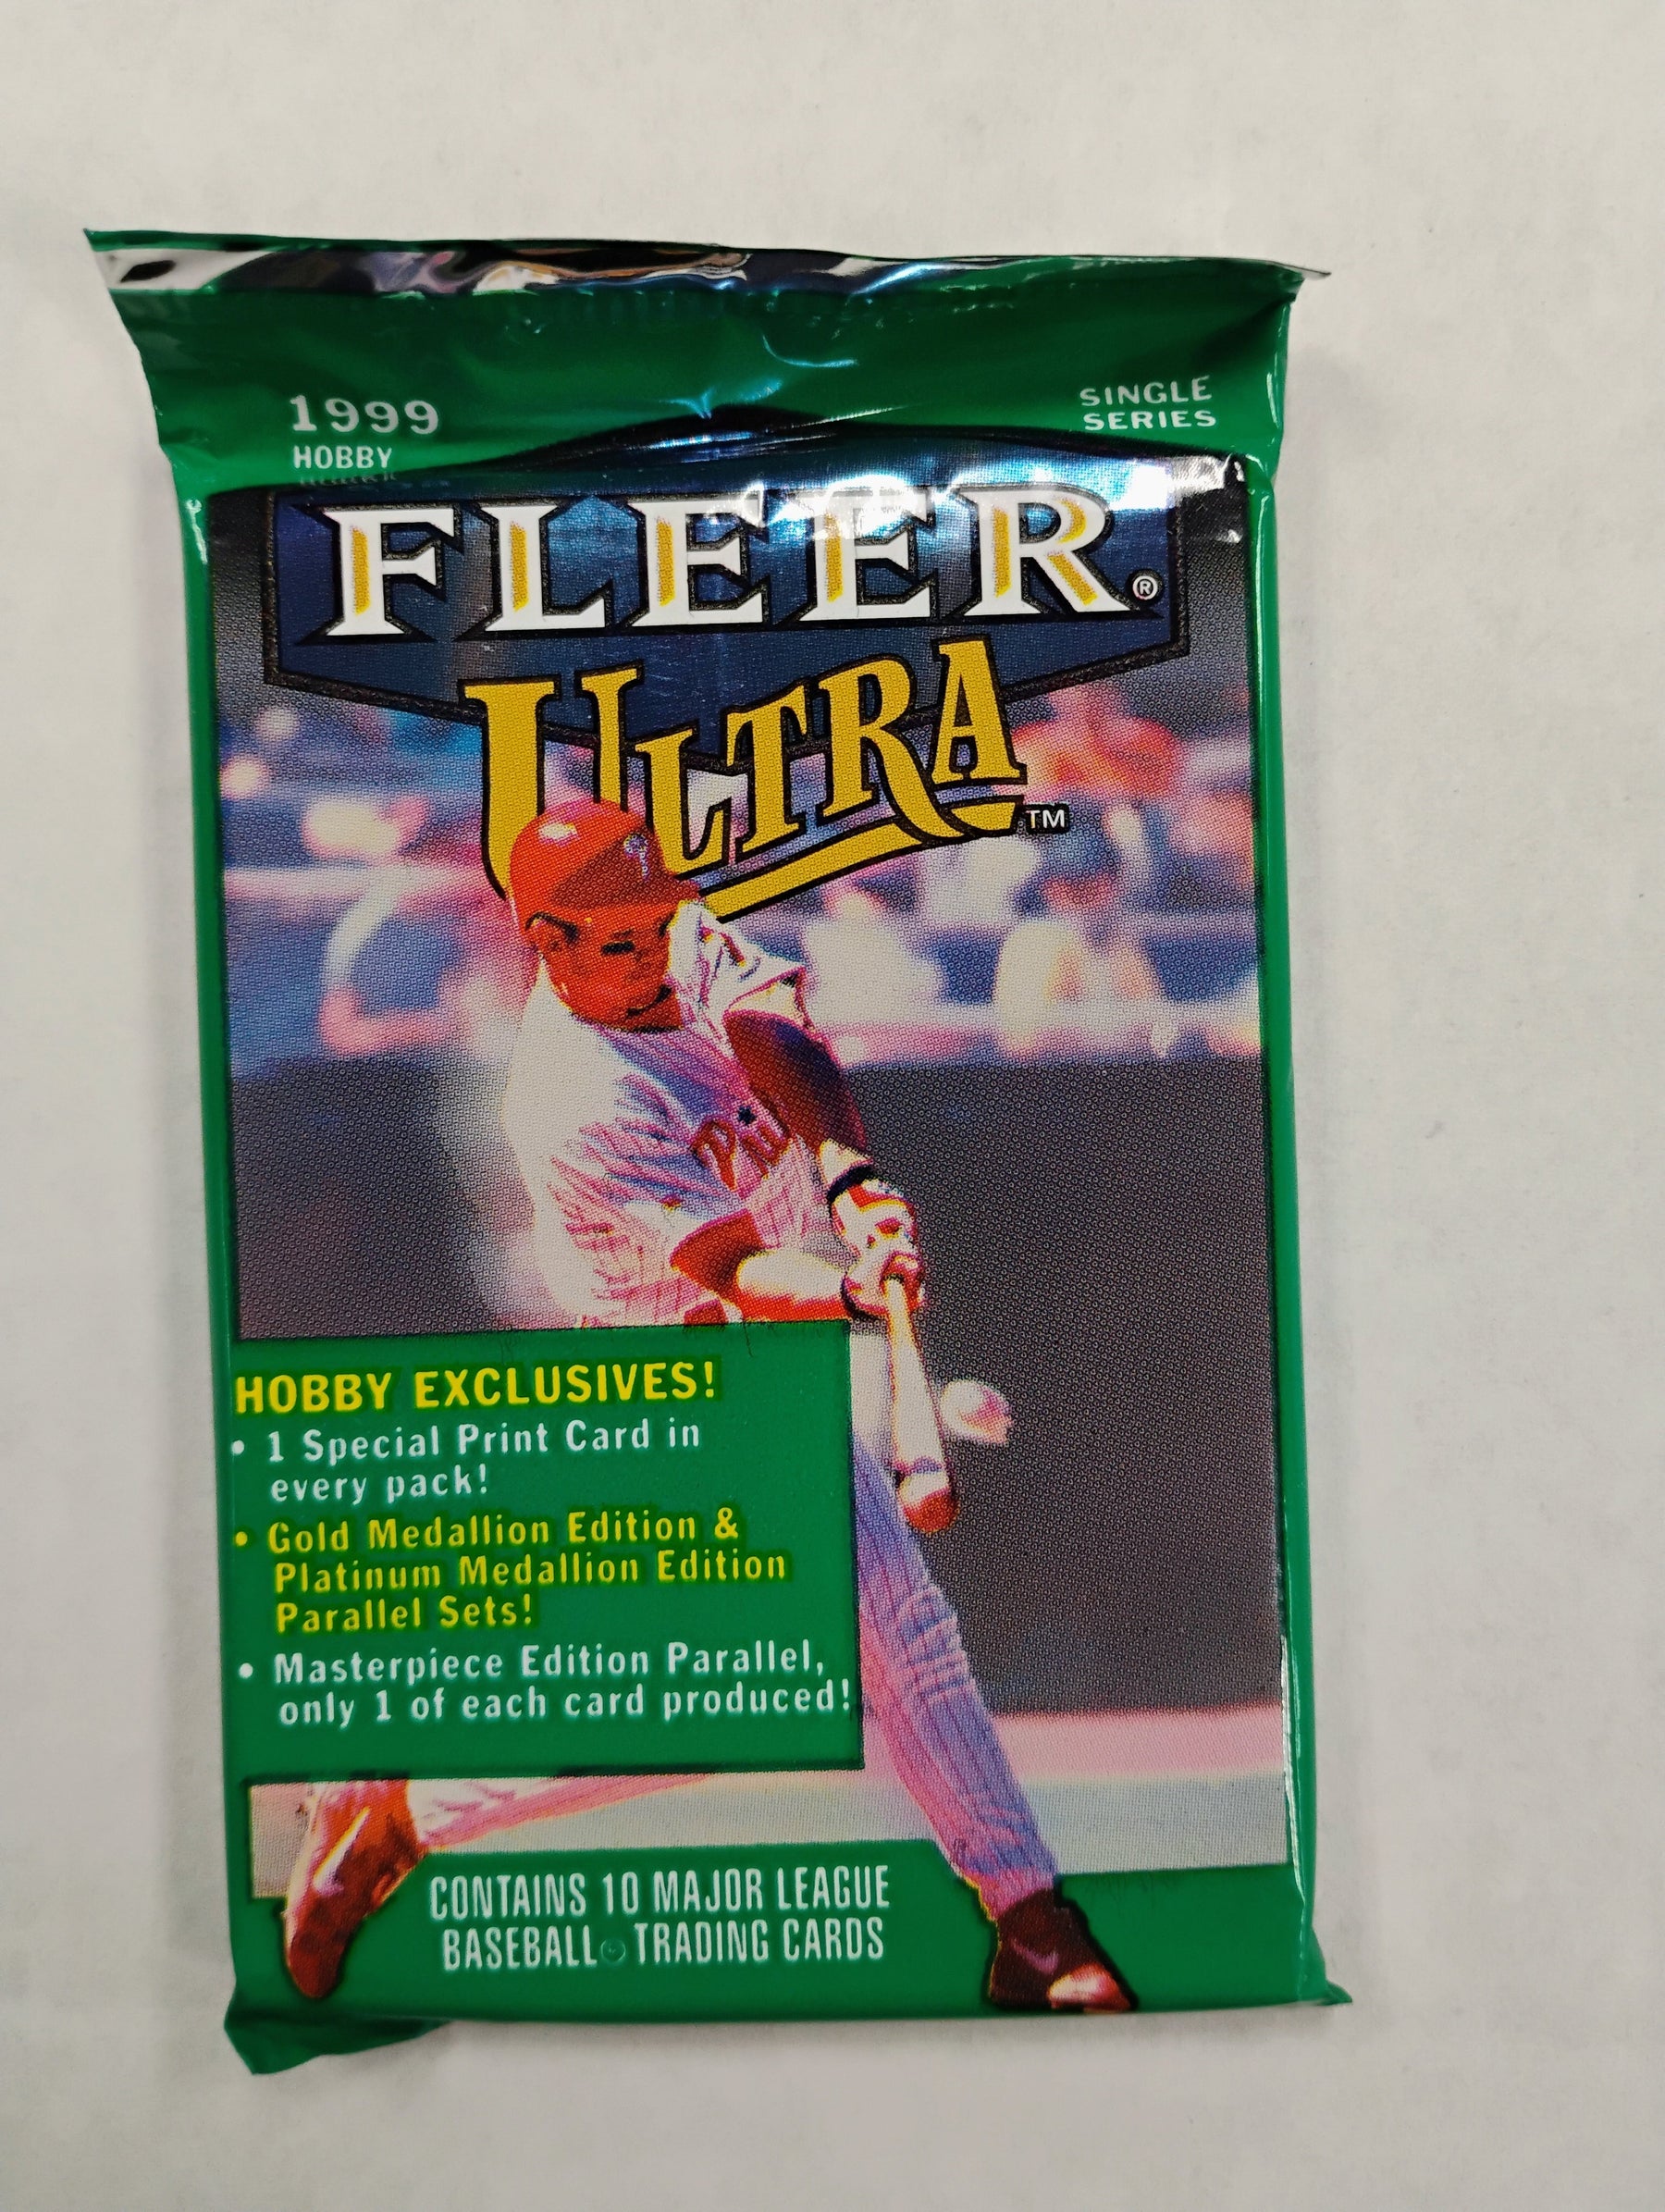 1999
HOBBY
SINGLE
SERIES
FLEER®
ULTRA™
HOBBY EXCLUSIVES!
• 1 Special Print Card in
every pack!
• Gold Medallion Edition &
Platinum Medallion Edition
Parallel Sets!
• Masterpiece Edition Parallel,
only 1 of each card produced!
CONTAINS 10 MAJOR LEAGUE
BASEBALL® TRADING CARDS